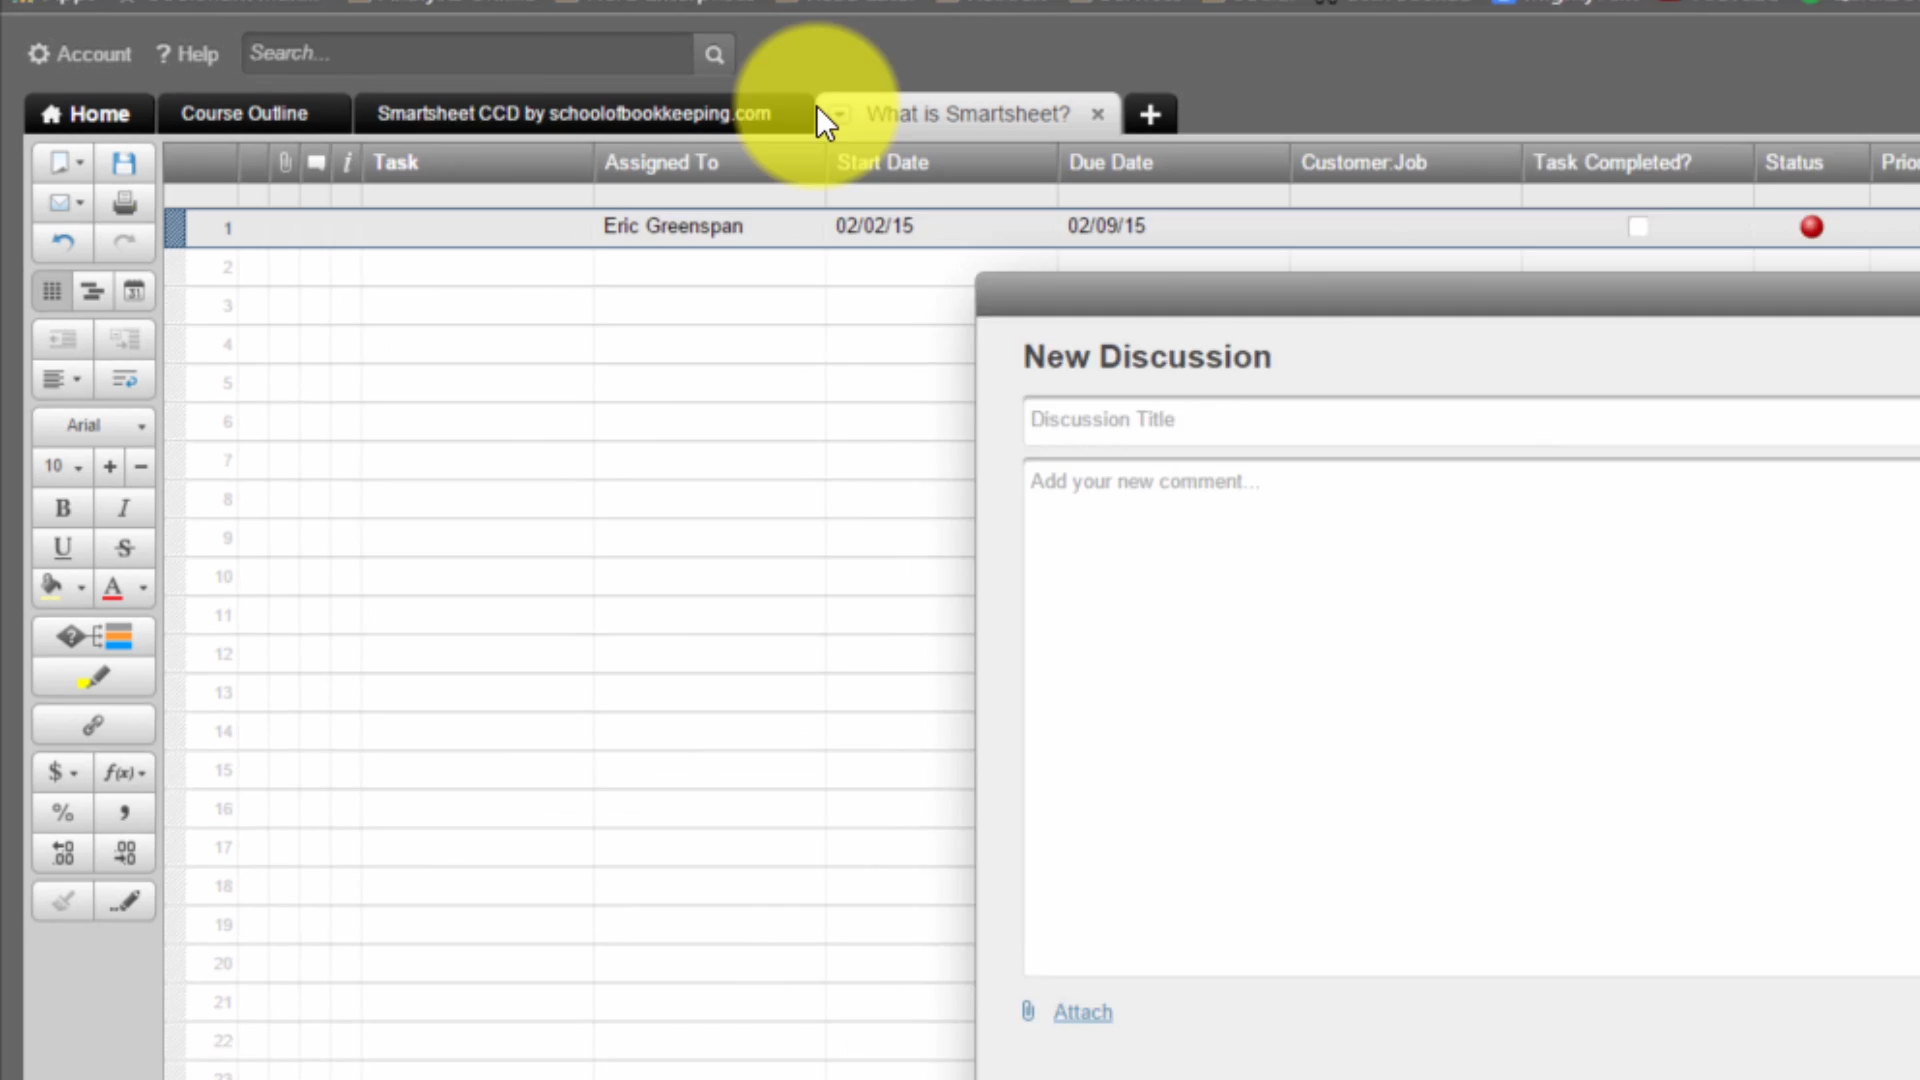 Account ? Help Search...
Home Course Outline Smartsheet CCD by schoolofbookkeeping.com What is Smartsheet? × +
i Task Assigned To Start Date Due Date Customer:Job Task Completed? Status
1 Eric Greenspan 02/02/15 02/09/15
2
31
3
New Discussion
4
5
Discussion Title
6
Arial
7
10 + −
Add your new comment...
8
B I
9
U S
10
A
11
12
?
13
14
15
$ f(x)
16
% ,
17
.00 .00
18
19
20
21
Attach
22